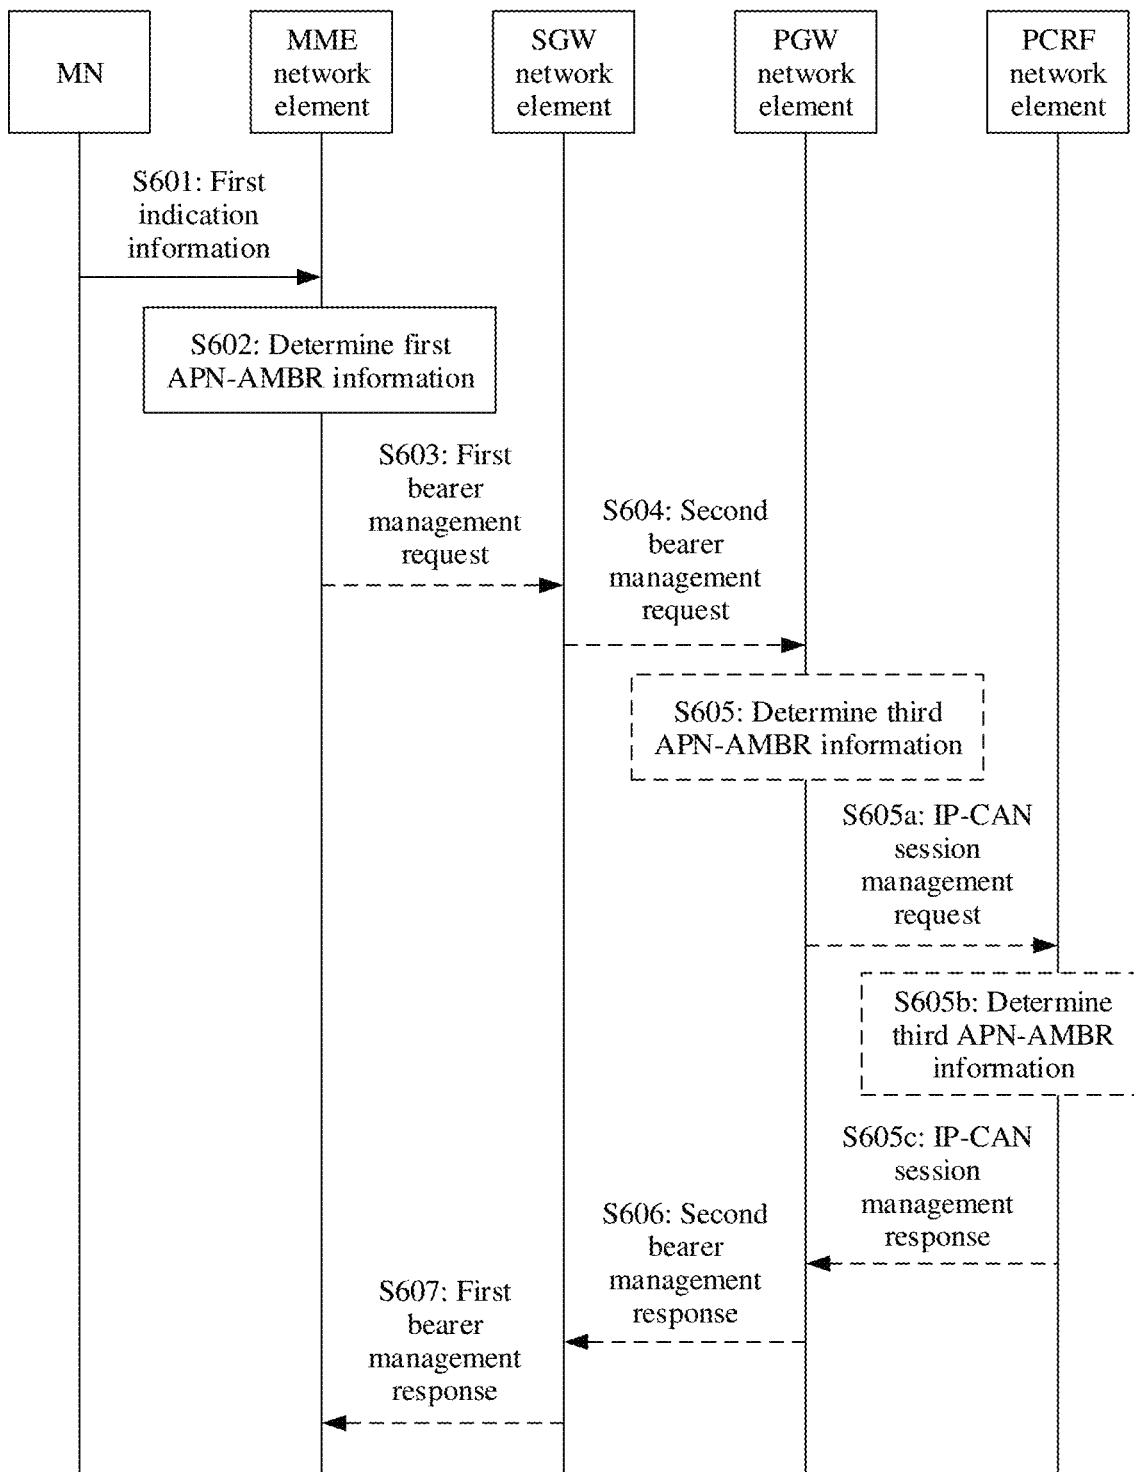 MN
MME
network
element
SGW
network
element
PGW
network
element
PCRF
network
element
S601: First
indication
information
S602: Determine first
APN-AMBR information
S603: First
bearer
management
request
S604: Second
bearer
management
request
S605: Determine third
APN-AMBR information
S605a: IP-CAN
session
management
request
S605b: Determine
third APN-AMBR
information
S605c: IP-CAN
session
management
response
S606: Second
bearer
management
response
S607: First
bearer
management
response